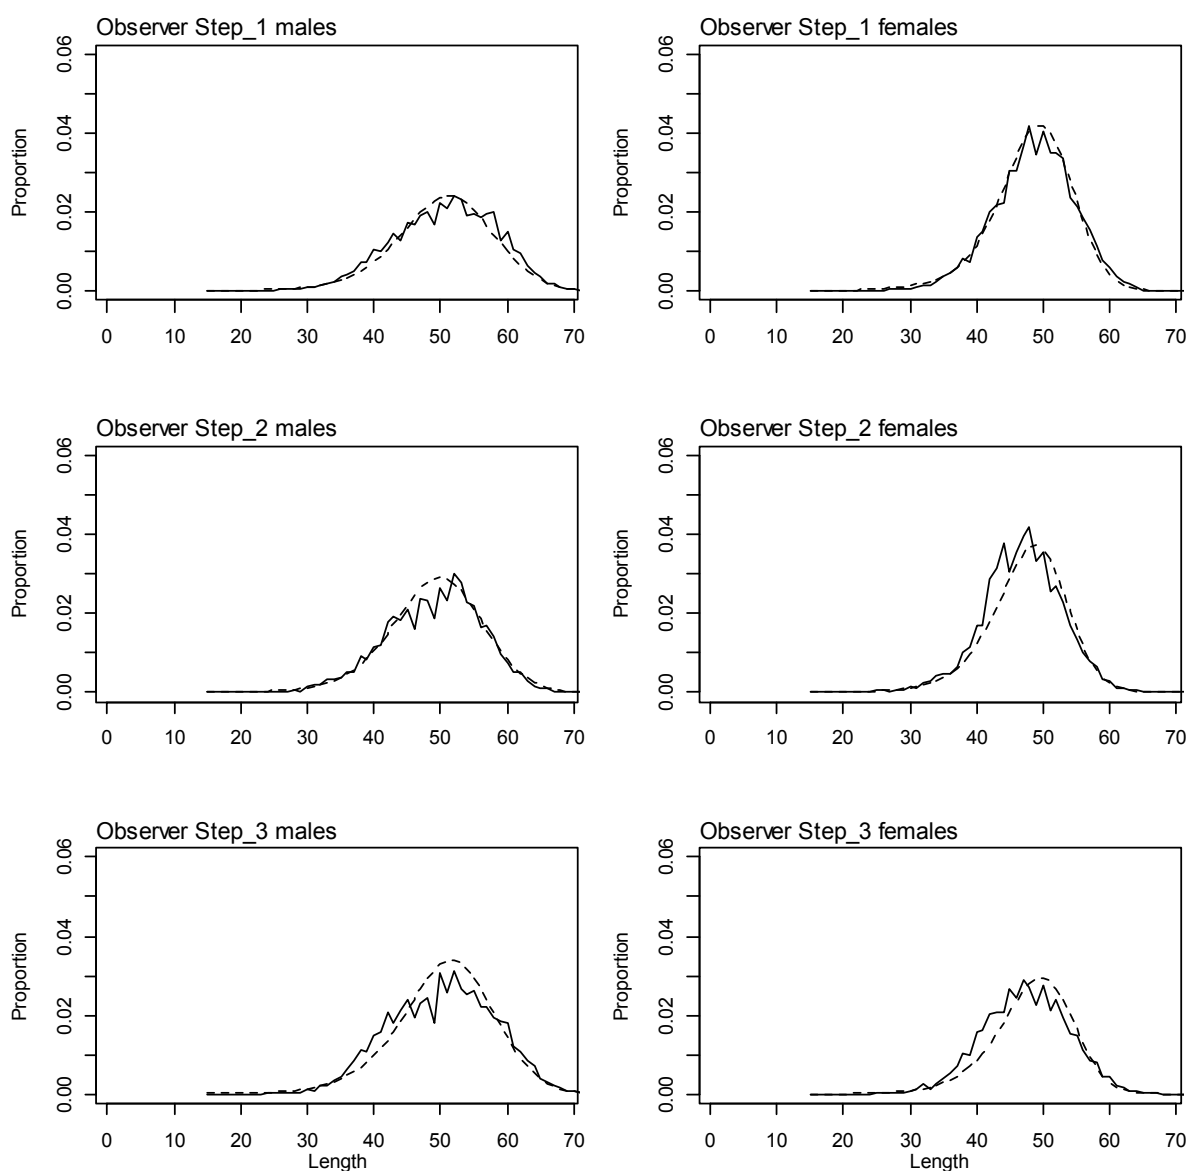 Observer Step_1 males
Proportion
0.00 0.02 0.04 0.06
0 10 20 30 40 50 60 70
Observer Step_1 females
Proportion
0.00 0.02 0.04 0.06
0 10 20 30 40 50 60 70
Observer Step_2 males
Proportion
0.00 0.02 0.04 0.06
0 10 20 30 40 50 60 70
Observer Step_2 females
Proportion
0.00 0.02 0.04 0.06
0 10 20 30 40 50 60 70
Observer Step_3 males
Proportion
0.00 0.02 0.04 0.06
0 10 20 30 40 50 60 70
Length
Observer Step_3 females
Proportion
0.00 0.02 0.04 0.06
0 10 20 30 40 50 60 70
Length